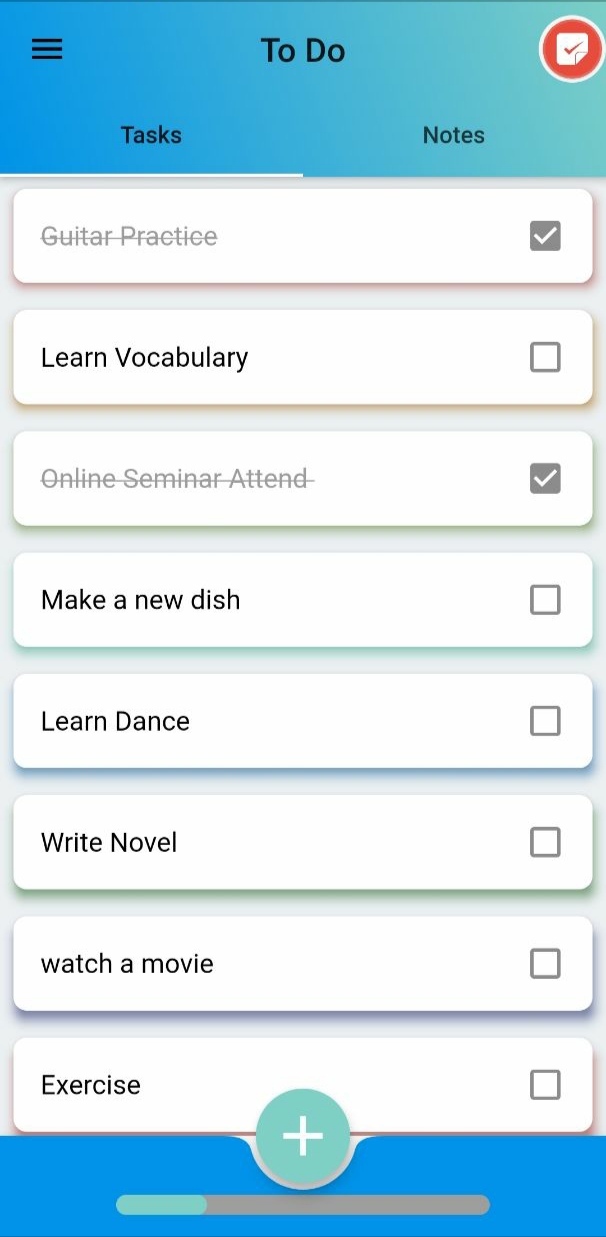 To Do
Tasks
Notes
Guitar Practice
Learn Vocabulary
Online Seminar Attend
Make a new dish
Learn Dance
Write Novel
watch a movie
Exercise